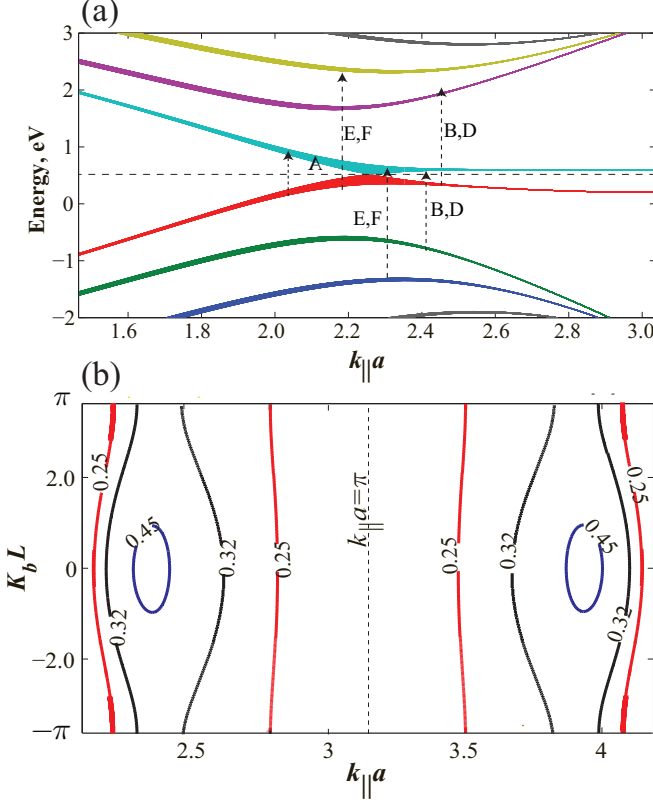 (a)
3
2
1
0
−1
−2
Energy, eV
E,F
B,D
A
E,F
B,D
1.6 1.8 2.0 2.2 2.4 2.6 2.8 3.0
k||a
(b)
π
2.0
0
−2.0
−π
K_b L
0.25
0.45
0.32
0.32
0.25
k||a=π
0.25
0.32
0.45
0.25
0.32
2.5 3 3.5 4
k||a